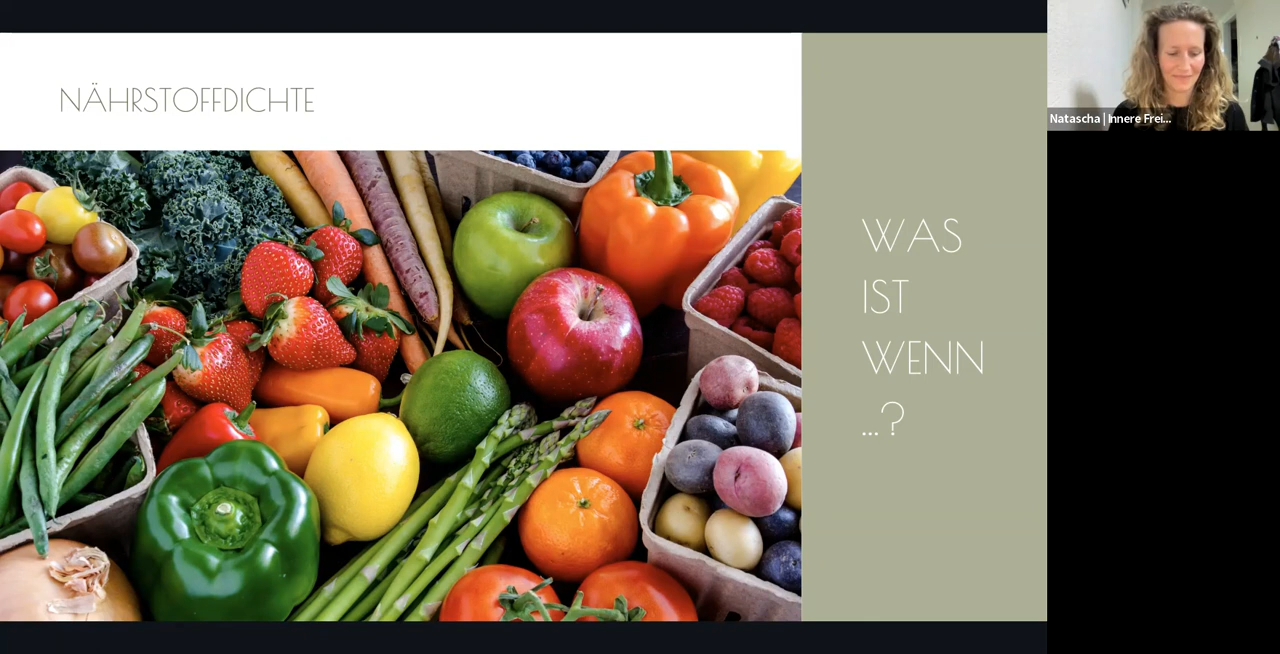 NÄHRSTOFFDICHTE
WAS
IST
WENN
...?
Natascha | Innere Frei...